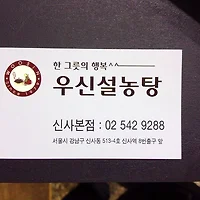 한 그릇의 행복^^
우신설농탕
신사본점 : 02 542 9288
서울시 강남구 신사동 513-4호 신사역 8번출구 앞